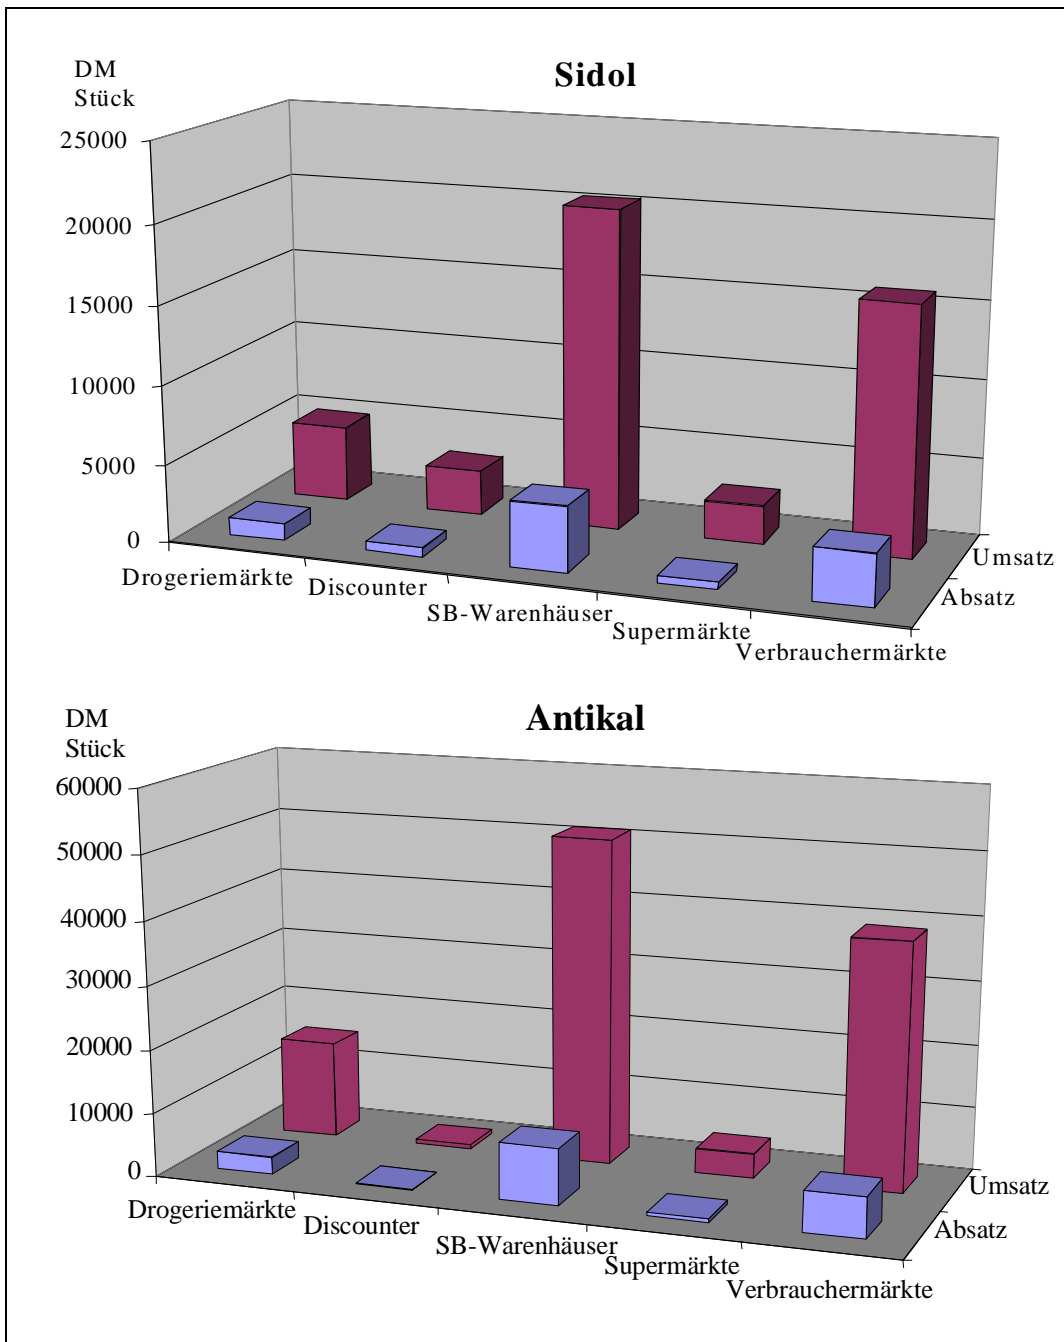 DM
Stück
Sidol
25000
20000
15000
10000
5000
0
Drogeriemärkte
Discounter
SB-Warenhäuser
Supermärkte
Verbrauchermärkte
Umsatz
Absatz
DM
Stück
Antikal
60000
50000
40000
30000
20000
10000
0
Drogeriemärkte
Discounter
SB-Warenhäuser
Supermärkte
Verbrauchermärkte
Umsatz
Absatz